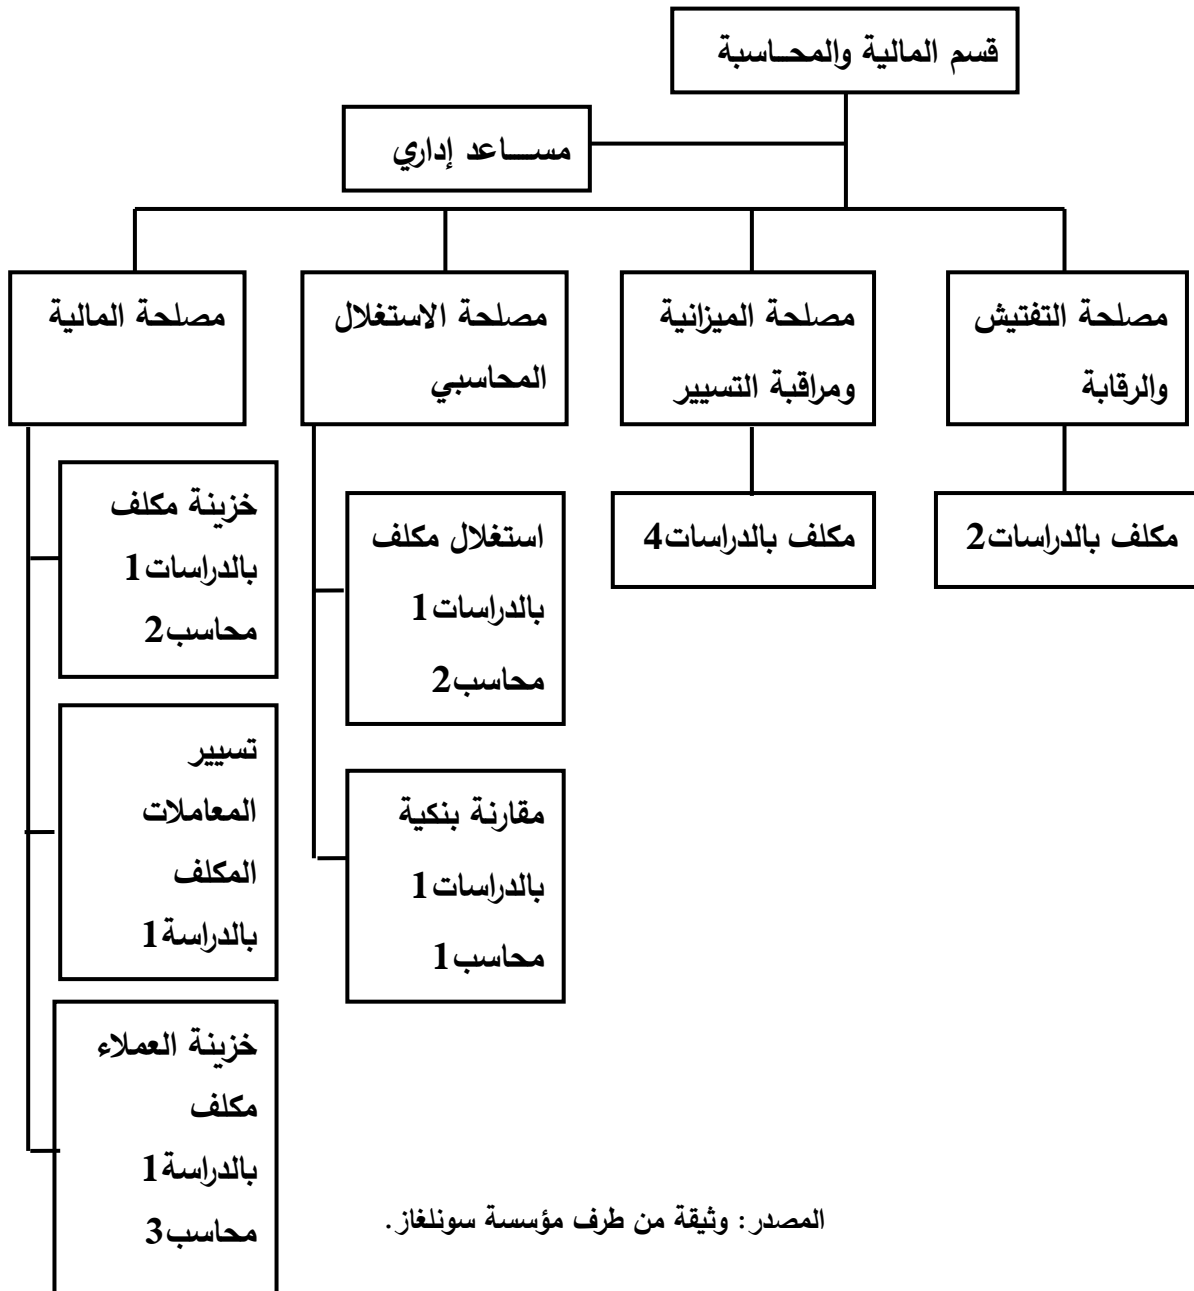 قسم المالية والمحاسبة
مساعد إداري
مصلحة التفتيش
والرقابة
مصلحة الميزانية
ومراقبة التسيير
مصلحة الاستغلال
المحاسبي
مصلحة المالية
مكلف بالدراسات2
مكلف بالدراسات4
استغلال مكلف
بالدراسات1
محاسب2
مقارنة بنكية
بالدراسات1
محاسب1
خزينة مكلف
بالدراسات1
محاسب2
تسيير
المعاملات
المكلف
بالدراسة1
خزينة العملاء
مكلف
بالدراسة1
محاسب3
المصدر: وثيقة من طرف مؤسسة سونلغاز.